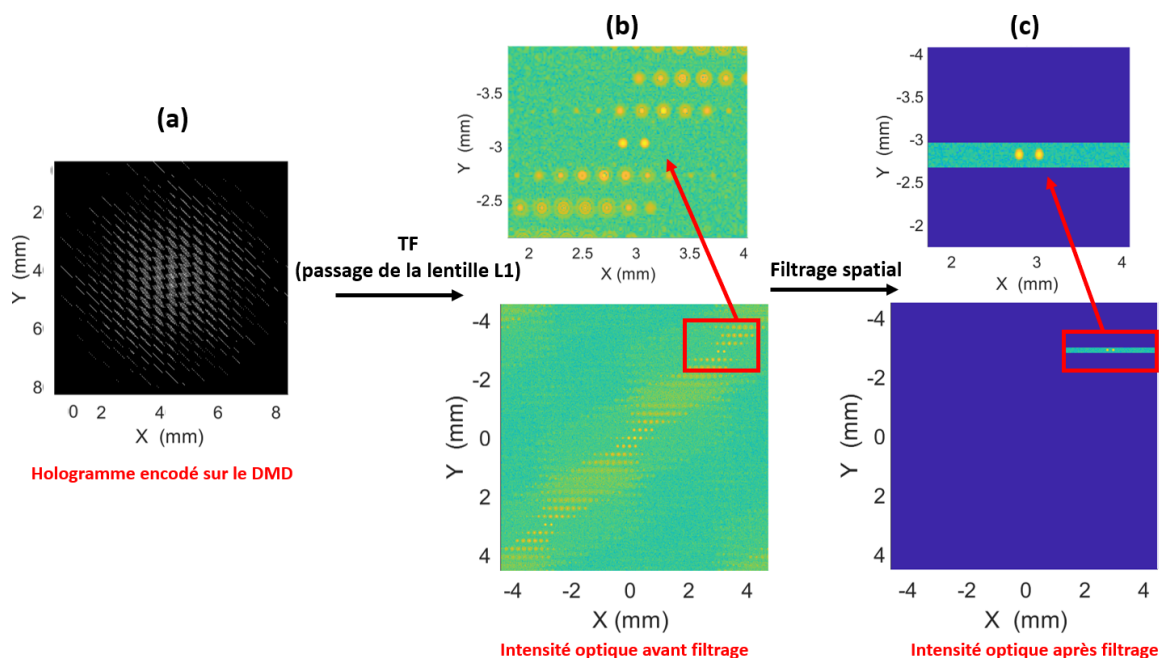 (a)
2
4
6
8
0 2 4 6 8
Y (mm)
X (mm)
Hologramme encodé sur le DMD
TF
(passage de la lentille L1)
(b)
-3.5
-3
-2.5
2 2.5 3 3.5 4
Y (mm)
X (mm)
-4
-2
0
2
4
-4 -2 0 2 4
Y (mm)
X (mm)
Intensité optique avant filtrage
Filtrage spatial
(c)
-4
-3.5
-3
-2.5
-2
2 3 4
Y (mm)
X (mm)
-4
-2
0
2
4
-4 -2 0 2 4
Y (mm)
X (mm)
Intensité optique après filtrage